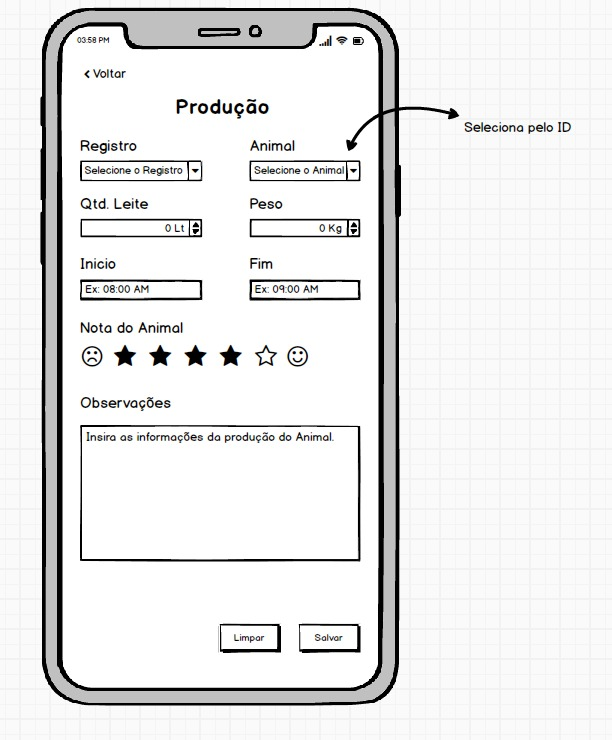 03:58 PM
Voltar
Produção
Seleciona pelo ID
Registro
Animal
Selecione o Registro
Selecione o Animal
Qtd. Leite
Peso
0 Lt
0 Kg
Inicio
Fim
Ex: 08:00 AM
Ex: 09:00 AM
Nota do Animal
Observações
Insira as informações da produção do Animal.
Limpar
Salvar